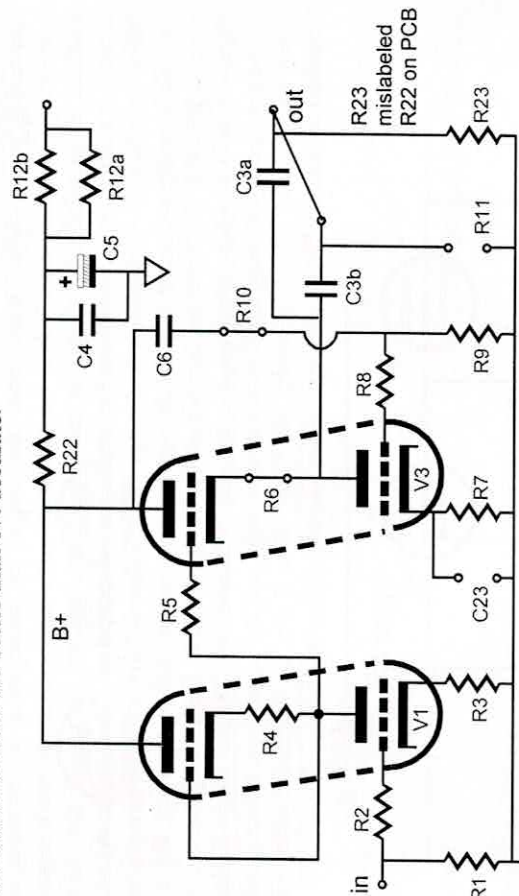 R12b
R12a
C5
+
C4
R22
B+
C6
R10
C3a
out
R23
mislabeled
R22 on PCB
C3b
R11
R23
R5
R6
R8
R9
V3
R7
C23
R4
V1
R3
R2
in
R1